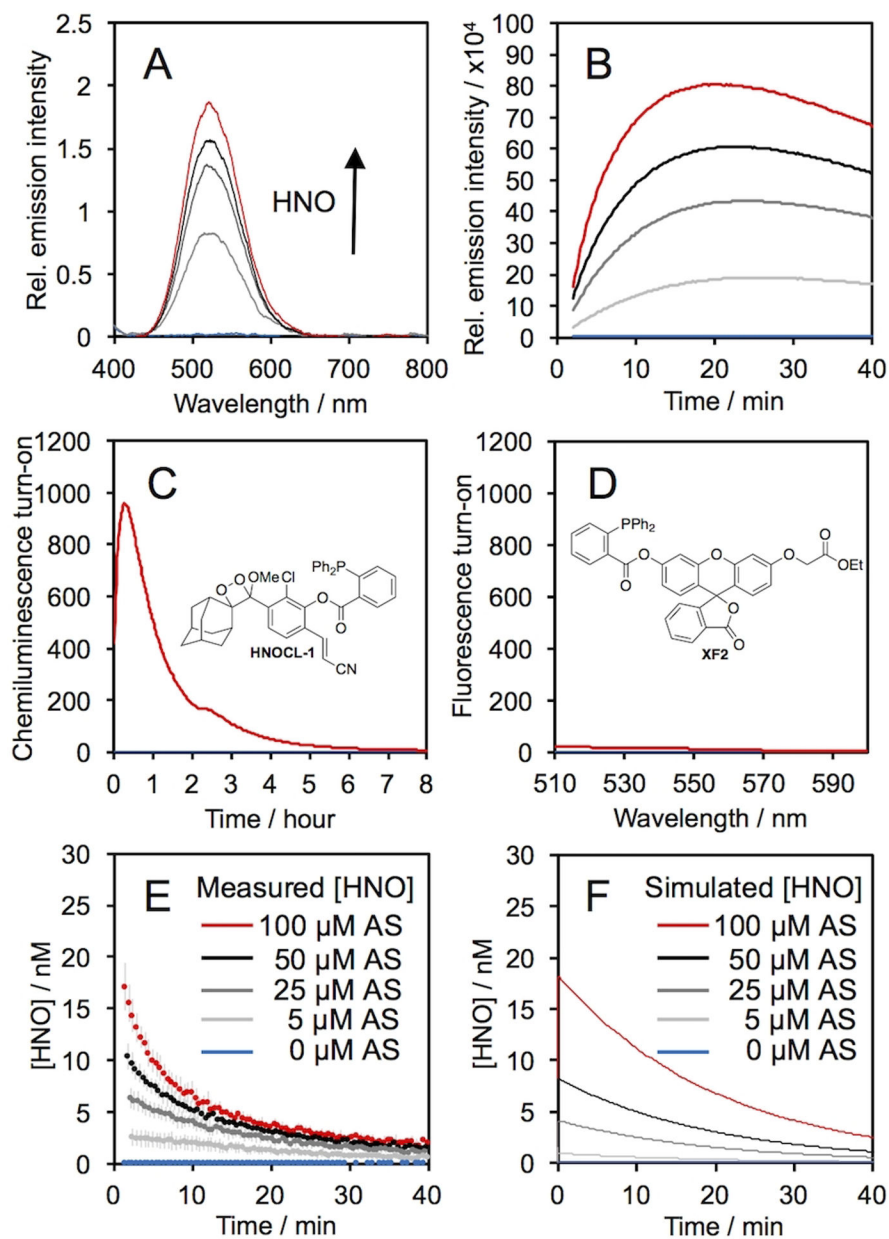 A
Rel. emission intensity
2.5
2
1.5
1
0.5
0
HNO
400 500 600 700 800
Wavelength / nm
B
Rel. emission intensity / x10⁴
100
90
80
70
60
50
40
30
20
10
0
0 10 20 30 40
Time / min
C
Chemiluminescence turn-on
1200
1000
800
600
400
200
0
O-O
OMe
Cl
Ph₂P
O
O
CN
HNOCL-1
0 1 2 3 4 5 6 7 8
Time / hour
D
Fluorescence turn-on
1200
1000
800
600
400
200
0
PPh₂
O
O
O
O
O
OEt
O
O
XF2
510 530 550 570 590
Wavelength / nm
E
Measured [HNO]
[HNO] / nM
30
25
20
15
10
5
0
100 µM AS
50 µM AS
25 µM AS
5 µM AS
0 µM AS
0 10 20 30 40
Time / min
F
Simulated [HNO]
[HNO] / nM
30
25
20
15
10
5
0
100 µM AS
50 µM AS
25 µM AS
5 µM AS
0 µM AS
0 10 20 30 40
Time / min